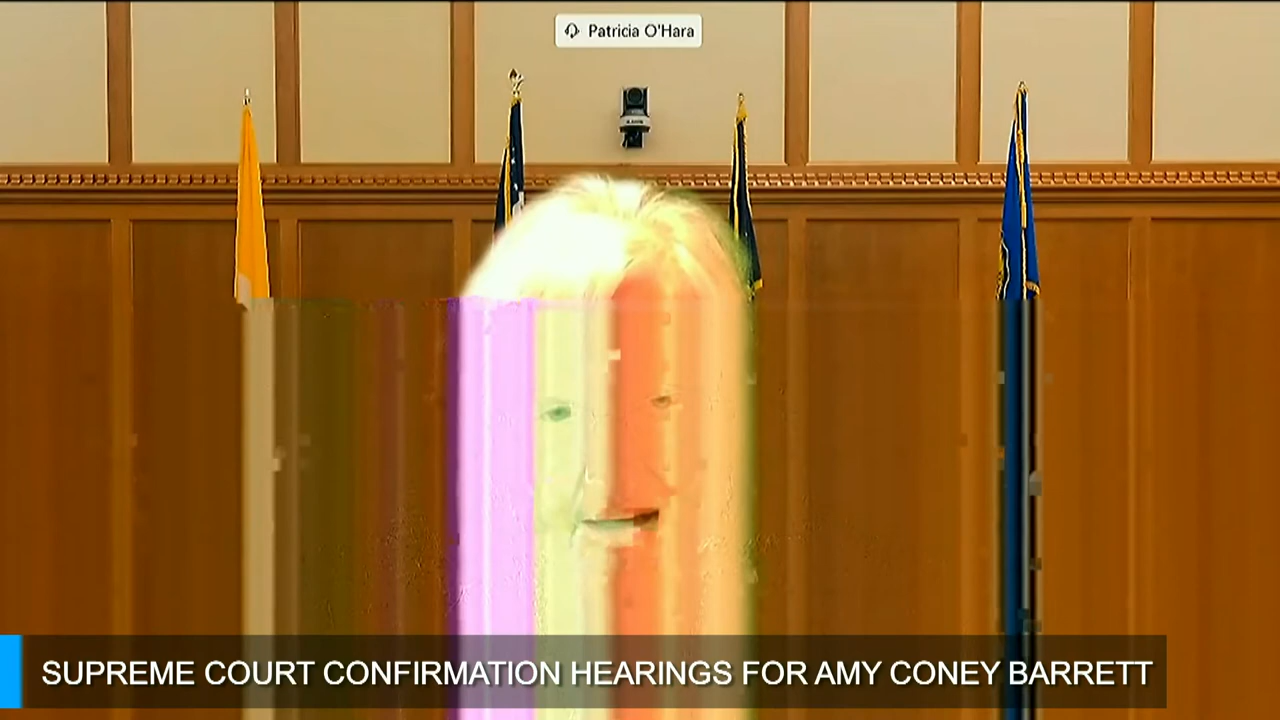 Patricia O'Hara
SUPREME COURT CONFIRMATION HEARINGS FOR AMY CONEY BARRETT